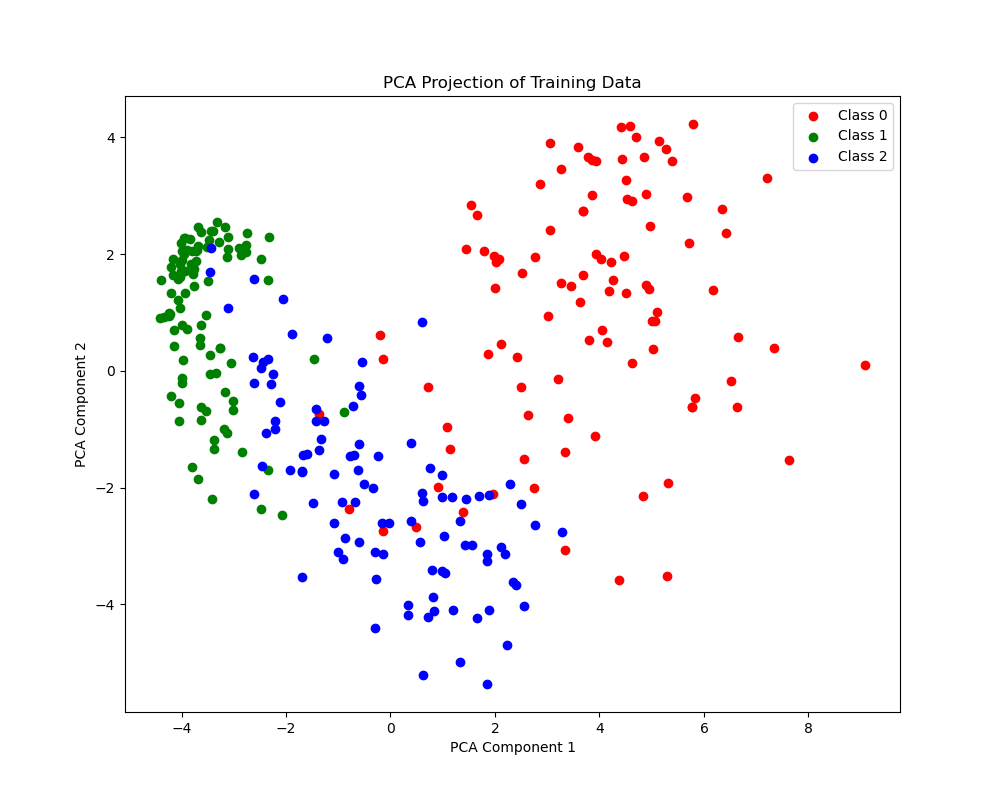 PCA Projection of Training Data
Class 0
Class 1
Class 2
4
2
0
−2
−4
PCA Component 2
−4
−2
0
2
4
6
8
PCA Component 1